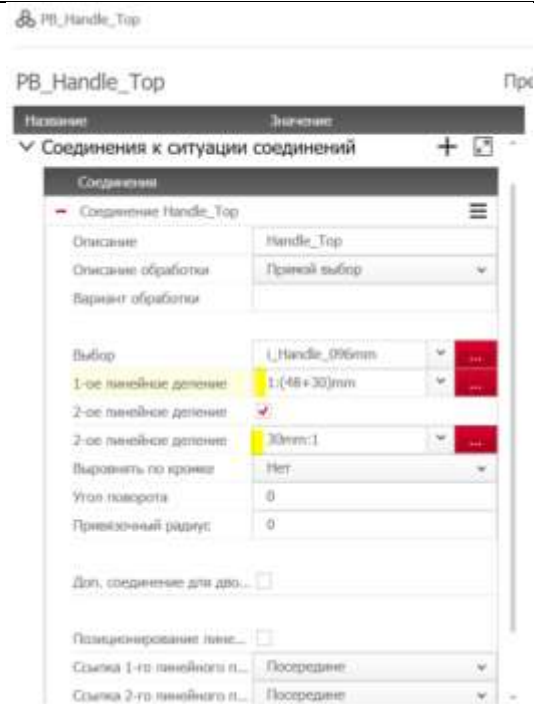 PB_Handle_Top
PB_Handle_Top
Про
Название Значение
Соединения к ситуации соединений
Соединения
Соединение Handle_Top
Описание Handle_Top
Описание обработки Прямой выбор
Вариант обработки
Выбор i_Handle_096mm ...
1-ое линейное деление 1:(48+30)mm ...
2-ое линейное деление
2-ое линейное деление 30mm:1 ...
Выровнять по кромке Нет
Угол поворота 0
Привязочный радиус 0
Доп. соединение для дво...
Позиционирование лине...
Ссылка 1-го линейного п... Посередине
Ссылка 2-го линейного п... Посередине